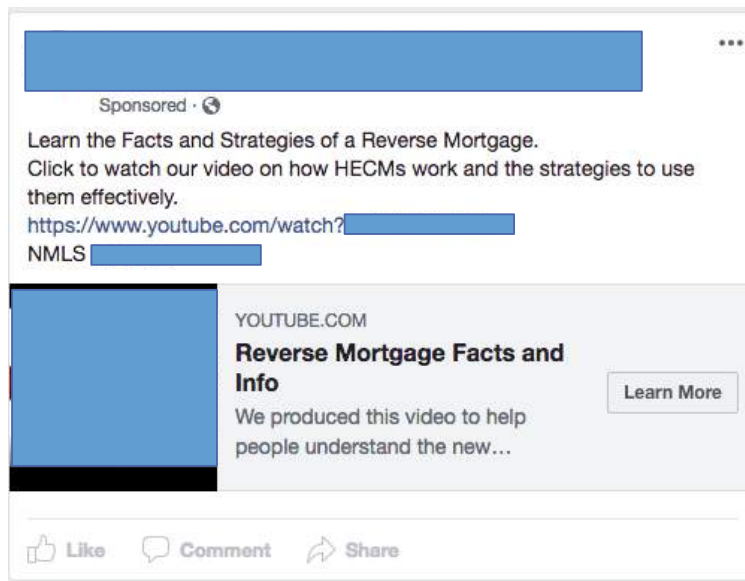 Sponsored ·
Learn the Facts and Strategies of a Reverse Mortgage.
Click to watch our video on how HECMs work and the strategies to use
them effectively.
https://www.youtube.com/watch?
NMLS
YOUTUBE.COM
Reverse Mortgage Facts and
Info
Learn More
We produced this video to help
people understand the new...
Like Comment Share